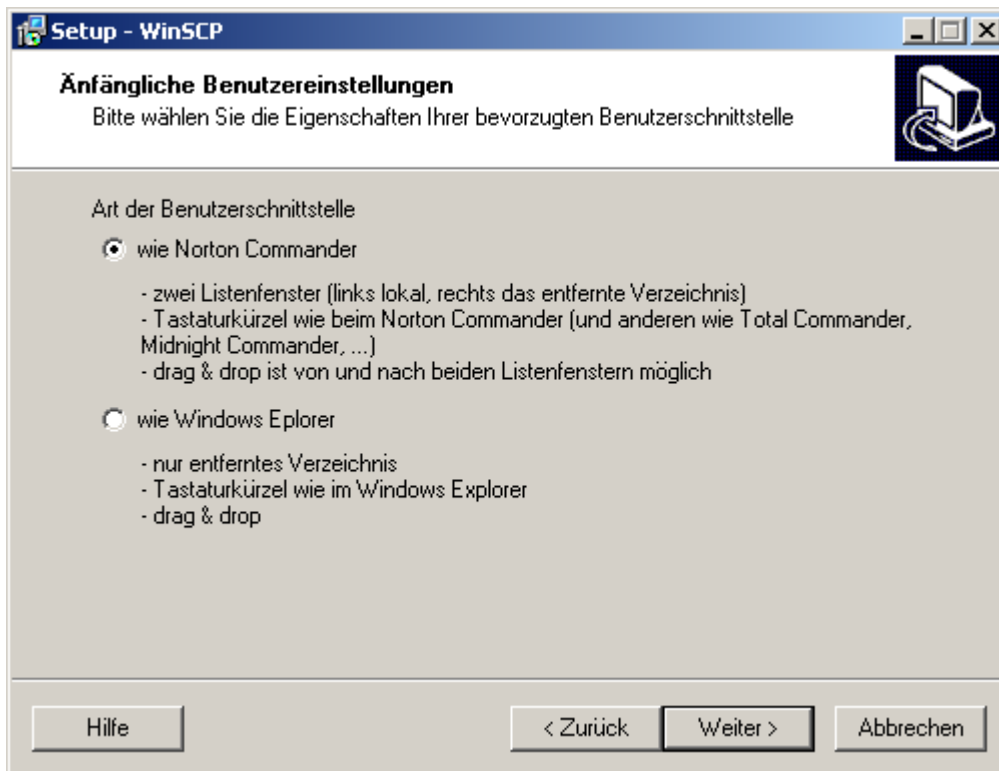 Setup - WinSCP
Änfängliche Benutzereinstellungen
Bitte wählen Sie die Eigenschaften Ihrer bevorzugten Benutzerschnittstelle
Art der Benutzerschnittstelle
wie Norton Commander
- zwei Listenfenster (links lokal, rechts das entfernte Verzeichnis)
- Tastaturkürzel wie beim Norton Commander (und anderen wie Total Commander,
Midnight Commander, ...)
- drag & drop ist von und nach beiden Listenfenstern möglich
wie Windows Eplorer
- nur entferntes Verzeichnis
- Tastaturkürzel wie im Windows Explorer
- drag & drop
Hilfe
< Zurück
Weiter >
Abbrechen